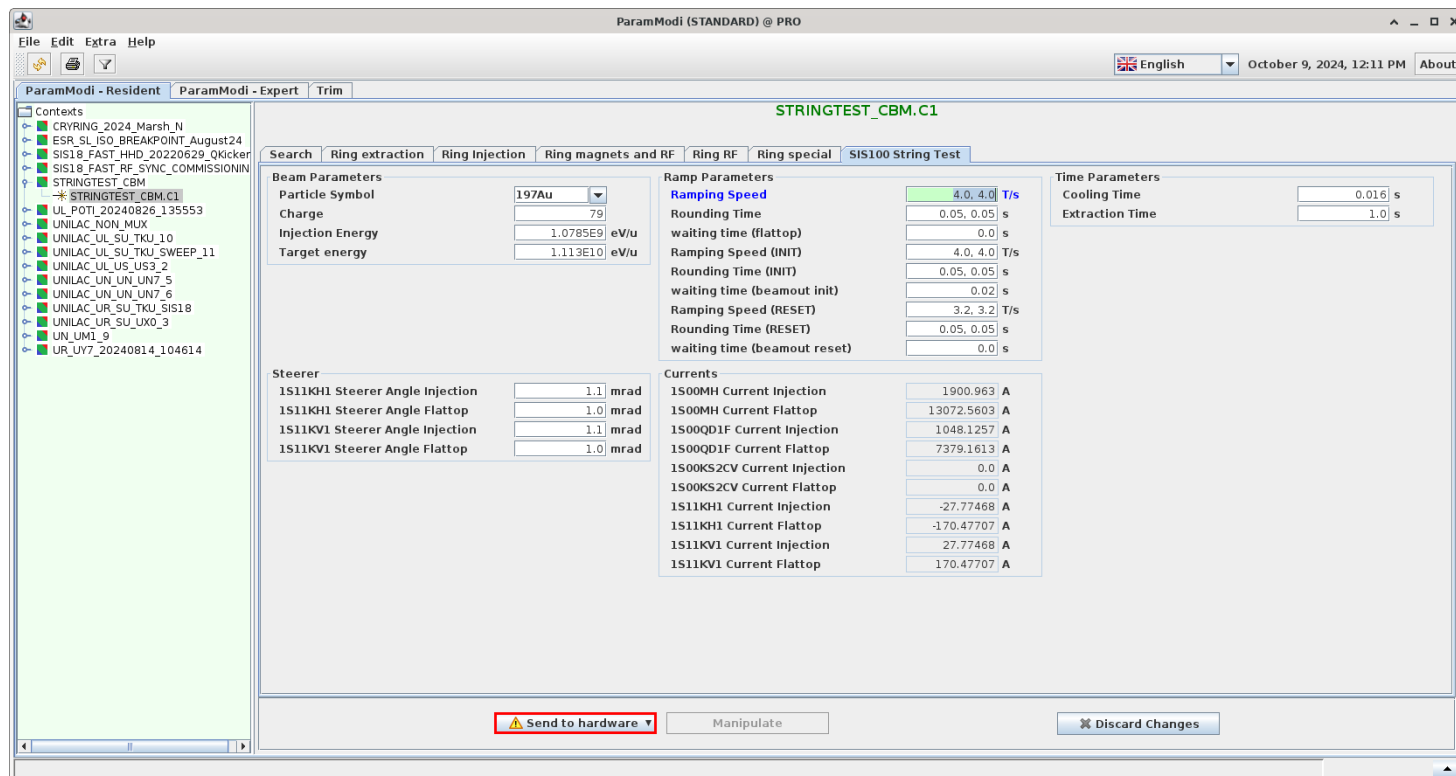 ParamModi (STANDARD) @ PRO
File Edit Extra Help
English October 9, 2024, 12:11 PM About
ParamModi - Resident ParamModi - Expert Trim
Contexts
CRYRING_2024_Marsh_N
ESR_SL_ISO_BREAKPOINT_August24
SIS18_FAST_HHD_20220629_QKicker
SIS18_FAST_RF_SYNC_COMMISSIONIN
STRINGTEST_CBM
STRINGTEST_CBM.C1
UL_POTI_20240826_135553
UNILAC_NON_MUX
UNILAC_UL_SU_TKU_10
UNILAC_UL_SU_TKU_SWEEP_11
UNILAC_UL_US_US3_2
UNILAC_UN_UN_UN7_5
UNILAC_UN_UN_UN7_6
UNILAC_UR_SU_TKU_SIS18
UNILAC_UR_SU_UX0_3
UN_UM1_9
UR_UY7_20240814_104614
STRINGTEST_CBM.C1
Search Ring extraction Ring Injection Ring magnets and RF Ring RF Ring special SIS100 String Test
Beam Parameters
Particle Symbol 197Au
Charge 79
Injection Energy 1.0785E9 eV/u
Target energy 1.113E10 eV/u
Ramp Parameters
Ramping Speed 4.0, 4.0 T/s
Rounding Time 0.05, 0.05 s
waiting time (flattop) 0.0 s
Ramping Speed (INIT) 4.0, 4.0 T/s
Rounding Time (INIT) 0.05, 0.05 s
waiting time (beamout init) 0.02 s
Ramping Speed (RESET) 3.2, 3.2 T/s
Rounding Time (RESET) 0.05, 0.05 s
waiting time (beamout reset) 0.0 s
Time Parameters
Cooling Time 0.016 s
Extraction Time 1.0 s
Steerer
1S11KH1 Steerer Angle Injection 1.1 mrad
1S11KH1 Steerer Angle Flattop 1.0 mrad
1S11KV1 Steerer Angle Injection 1.1 mrad
1S11KV1 Steerer Angle Flattop 1.0 mrad
Currents
1S00MH Current Injection 1900.963 A
1S00MH Current Flattop 13072.5603 A
1S00QD1F Current Injection 1048.1257 A
1S00QD1F Current Flattop 7379.1613 A
1S00KS2CV Current Injection 0.0 A
1S00KS2CV Current Flattop 0.0 A
1S11KH1 Current Injection -27.77468 A
1S11KH1 Current Flattop -170.47707 A
1S11KV1 Current Injection 27.77468 A
1S11KV1 Current Flattop 170.47707 A
Send to hardware Manipulate Discard Changes